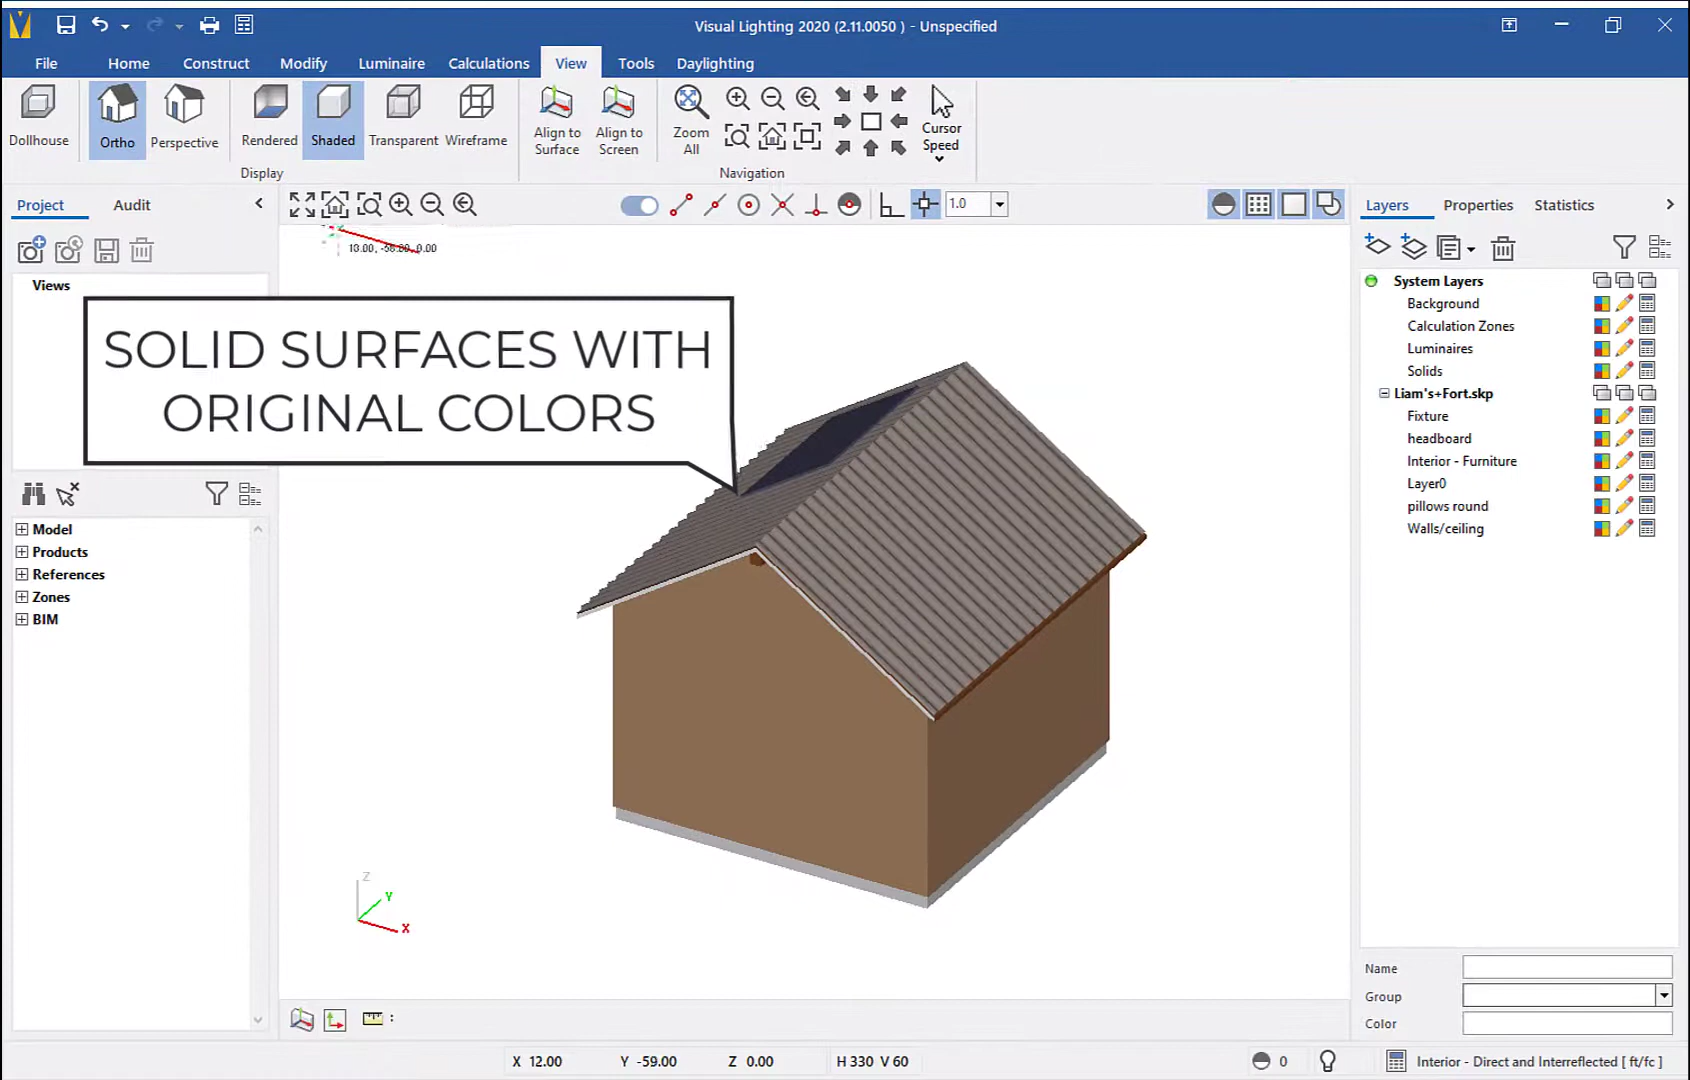 Visual Lighting 2020 (2.11.0050 ) - Unspecified
File Home Construct Modify Luminaire Calculations View Tools Daylighting
Dollhouse
Ortho
Perspective
Rendered
Shaded
Transparent
Wireframe
Align to
Surface
Align to
Screen
Zoom
All
Cursor
Speed
Display
Navigation
Project Audit
1.0
Layers Properties Statistics
Views
SOLID SURFACES WITH
ORIGINAL COLORS
Model
Products
References
Zones
BIM
System Layers
Background
Calculation Zones
Luminaires
Solids
Liam's+Fort.skp
Fixture
headboard
Interior - Furniture
Layer0
pillows round
Walls/ceiling
Z
Y
X
Name
Group
Color
:
X 12.00 Y -59.00 Z 0.00 H 330 V 60
0
Interior - Direct and Interreflected [ ft/fc ]